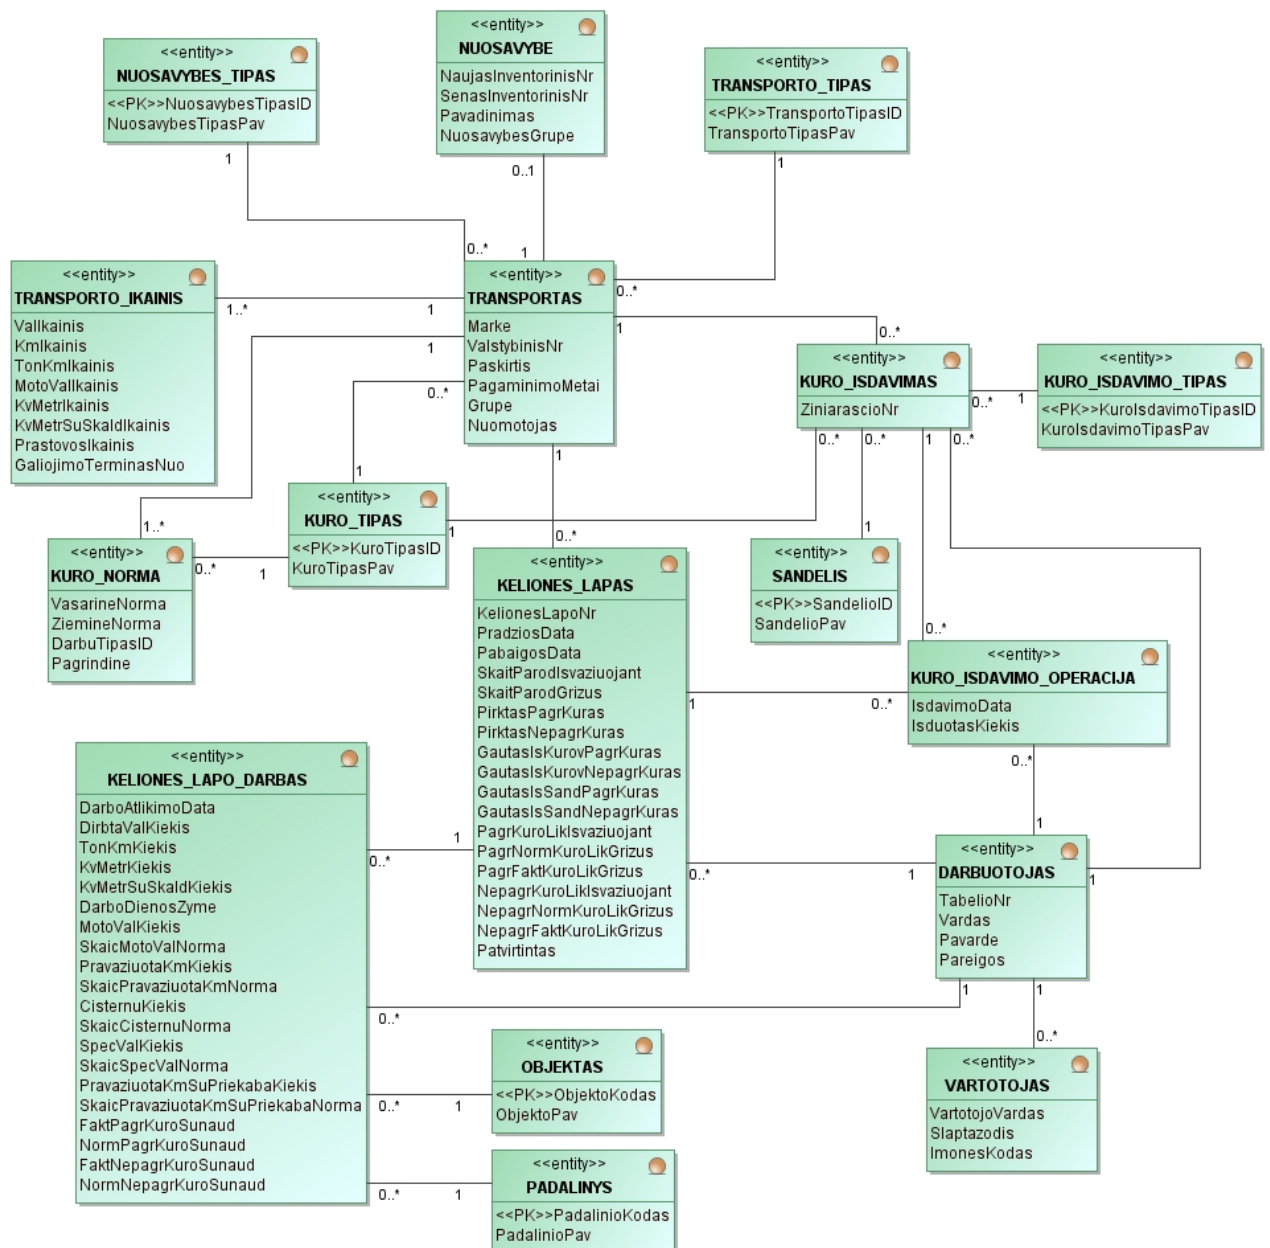 <<entity>>
NUOSAVYBES_TIPAS
<<PK>>NuosavybesTipasID
NuosavybesTipasPav
1
<<entity>>
NUOSAVYBE
NaujasInventorinisNr
SenasInventorinisNr
Pavadinimas
NuosavybesGrupe
0..1
<<entity>>
TRANSPORTO_TIPAS
<<PK>>TransportoTipasID
TransportoTipasPav
1
0..*
1
0..*
<<entity>>
TRANSPORTO_IKAINIS
ValIkainis
KmIkainis
TonKmIkainis
MotoValIkainis
KvMetrIkainis
KvMetrSuSkaldIkainis
PrastovosIkainis
GaliojimoTerminasNuo
1..*
1
<<entity>>
TRANSPORTAS
Marke
ValstybinisNr
Paskirtis
PagaminimoMetai
Grupe
Nuomotojas
1
0..*
1
0..*
1
<<entity>>
KURO_ISDAVIMAS
ZiniarascioNr
0..*
1
<<entity>>
KURO_ISDAVIMO_TIPAS
<<PK>>KuroIsdavimoTipasID
KuroIsdavimoTipasPav
0..*
0..*
1
0..*
1
1..*
<<entity>>
KURO_TIPAS
<<PK>>KuroTipasID
KuroTipasPav
1
0..*
1
<<entity>>
KURO_NORMA
VasarineNorma
ZiemineNorma
DarbuTipasID
Pagrindine
0..*
1
<<entity>>
KELIONES_LAPAS
KelionesLapoNr
PradziosData
PabaigosData
SkaitParodIsvaziuojant
SkaitParodGrizus
PirktasPagrKuras
PirktasNepagrKuras
GautasIsKurovPagrKuras
GautasIsKurovNepagrKuras
GautasIsSandPagrKuras
GautasIsSandNepagrKuras
PagrKuroLikIsvaziuojant
PagrNormKuroLikGrizus
PagrFaktKuroLikGrizus
NepagrKuroLikIsvaziuojant
NepagrNormKuroLikGrizus
NepagrFaktKuroLikGrizus
Patvirtintas
<<entity>>
SANDELIS
<<PK>>SandelioID
SandelioPav
0..*
<<entity>>
KURO_ISDAVIMO_OPERACIJA
IsdavimoData
IsduotasKiekis
1
0..*
0..*
1
<<entity>>
KELIONES_LAPO_DARBAS
DarboAtlikimoData
DirbtaValKiekis
TonKmKiekis
KvMetrKiekis
KvMetrSuSkaldKiekis
DarboDienosZyme
MotoValKiekis
SkaicMotoValNorma
PravaziuotaKmKiekis
SkaicPravaziuotaKmNorma
CisternuKiekis
SkaicCisternuNorma
SpecValKiekis
SkaicSpecValNorma
PravaziuotaKmSuPriekabaKiekis
SkaicPravaziuotaKmSuPriekabaNorma
FaktPagrKuroSunaud
NormPagrKuroSunaud
FaktNepagrKuroSunaud
NormNepagrKuroSunaud
1
0..*
0..*
1
<<entity>>
DARBUOTOJAS
TabelioNr
Vardas
Pavarde
Pareigos
1
1
1
0..*
0..*
<<entity>>
OBJEKTAS
<<PK>>ObjektoKodas
ObjektoPav
0..*
1
<<entity>>
VARTOTOJAS
VartotojoVardas
Slaptazodis
ImonesKodas
<<entity>>
PADALINYS
<<PK>>PadalinioKodas
PadalinioPav
0..*
1